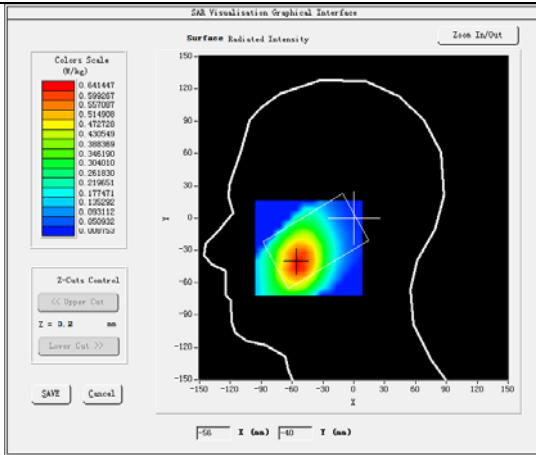 SAR Visualisation Graphical Interface
Surface Radiated Intensity
Zoom In/Out
Colors Scale
(W/kg)
0.641447
0.599267
0.557087
0.514908
0.472728
0.430549
0.388369
0.346190
0.304010
0.261830
0.219651
0.177471
0.135292
0.093112
0.050932
0.008753
Z-Cuts Control
<< Upper Cut
Z = 0.2 mm
Lower Cut >>
SAVE Cancel
150
120
90
60
30
0
Y
-30
-60
-90
-120
-150
-150 -120 -90 -60 -30 0 30 60 90 120 150
X
-56 X (mm) -40 Y (mm)